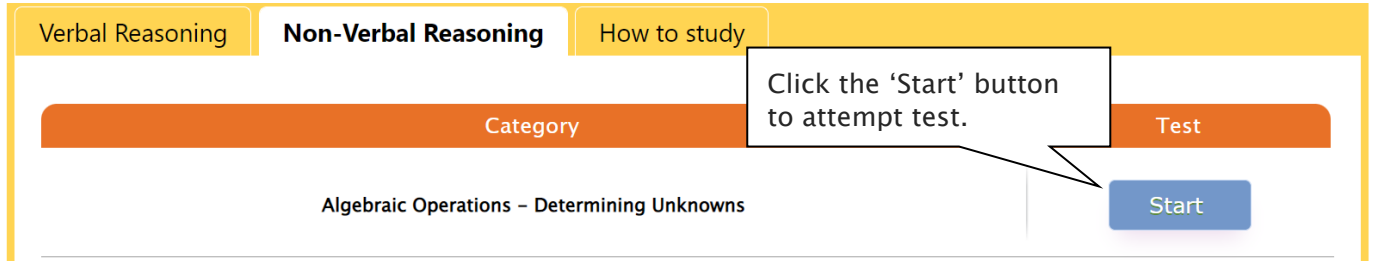 Verbal Reasoning
Non-Verbal Reasoning
How to study
Click the ‘Start’ button
to attempt test.
Category
Test
Algebraic Operations – Determining Unknowns
Start